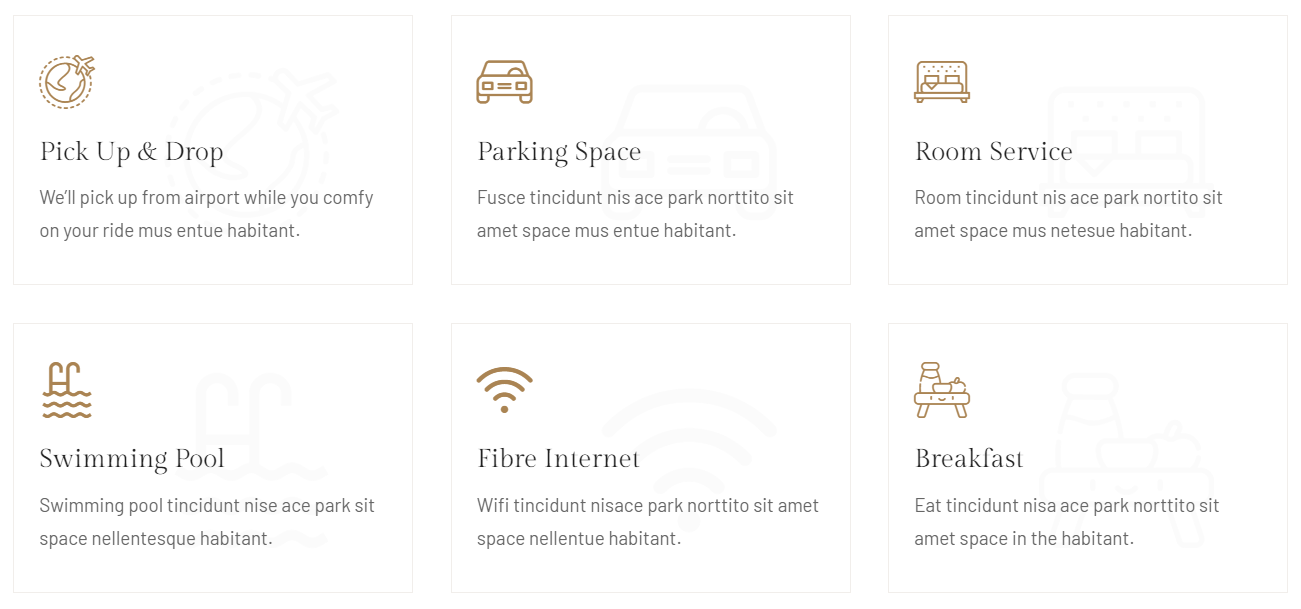 Pick Up & Drop
We’ll pick up from airport while you comfy
on your ride mus entue habitant.
Parking Space
Fusce tincidunt nis ace park norttito sit
amet space mus entue habitant.
Room Service
Room tincidunt nis ace park nortito sit
amet space mus netesue habitant.
Swimming Pool
Swimming pool tincidunt nise ace park sit
space nellentesque habitant.
Fibre Internet
Wifi tincidunt nisace park norttito sit amet
space nellentue habitant.
Breakfast
Eat tincidunt nisa ace park norttito sit
amet space in the habitant.